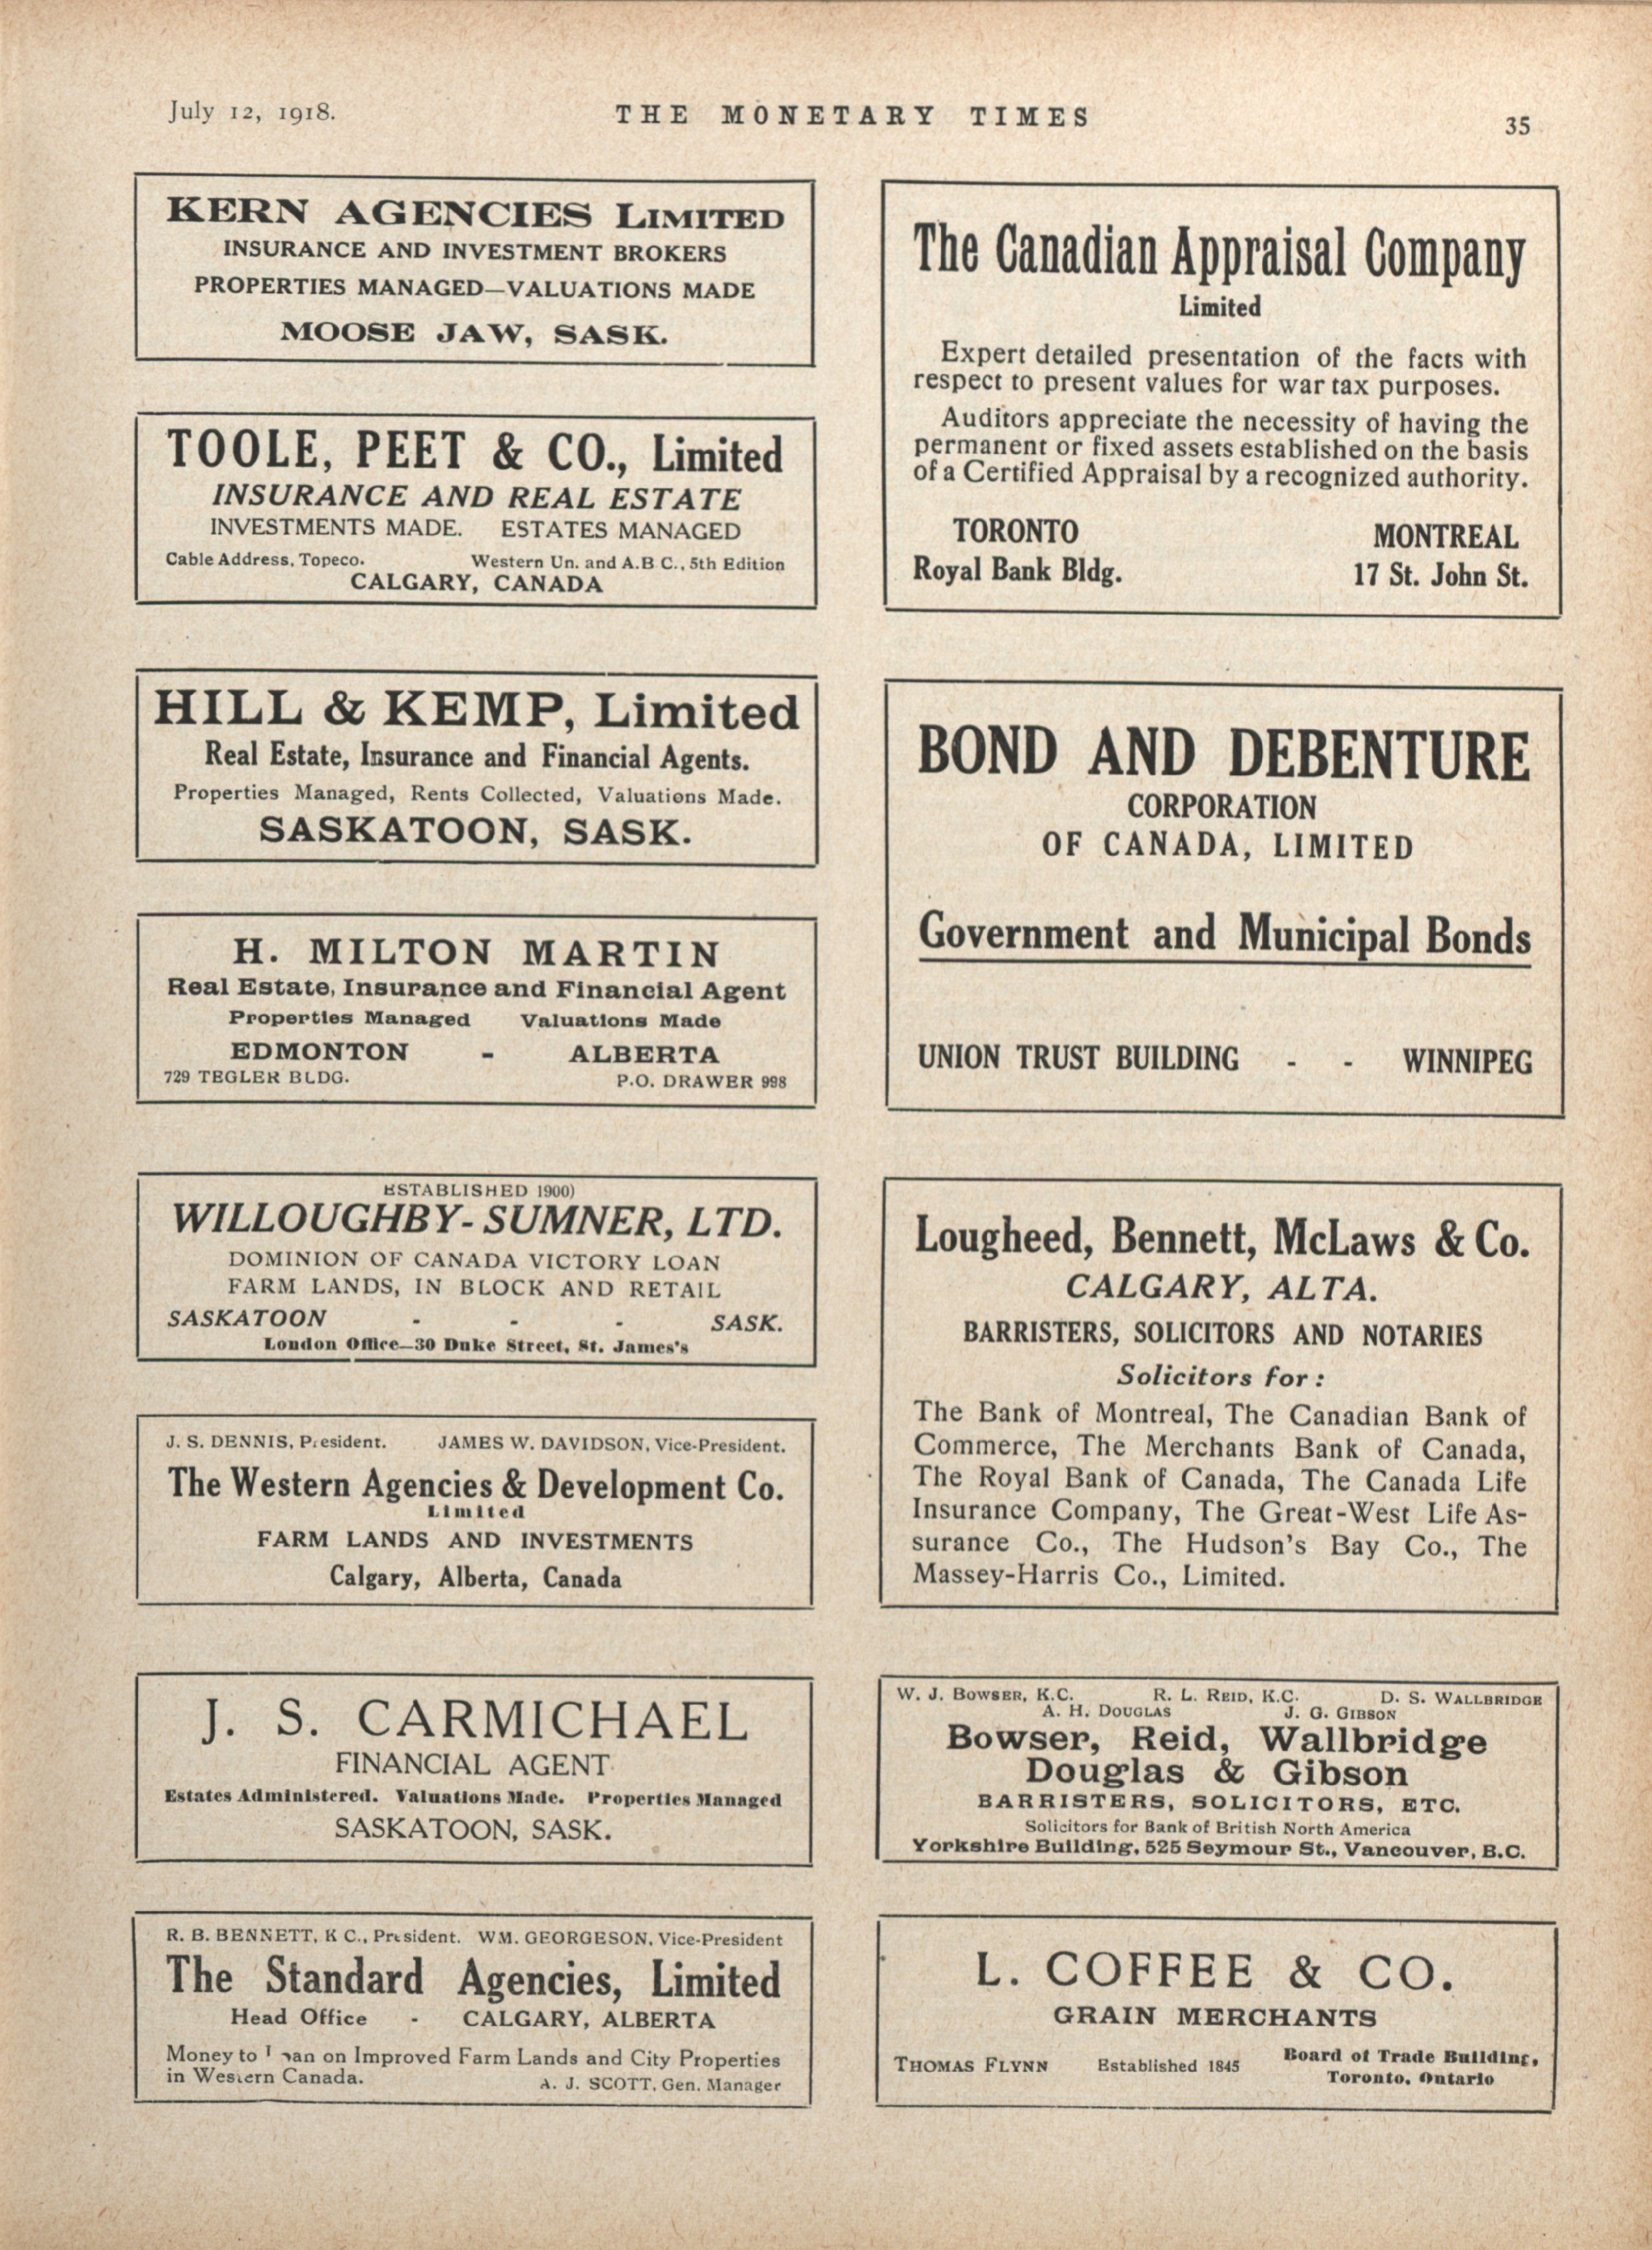 July 12, 1918.
THE MONETARY TIMES
35
KERN AGENCIES LIMITED
INSURANCE AND INVESTMENT BROKERS
PROPERTIES MANAGED—VALUATIONS MADE
MOOSE JAW, SASK.
TOOLE, PEET & CO., Limited
INSURANCE AND REAL ESTATE
INVESTMENTS MADE. ESTATES MANAGED
Cable Address, Topeco. Western Un. and A.B C., 5th Edition
CALGARY, CANADA
HILL & KEMP, Limited
Real Estate, Insurance and Financial Agents.
Properties Managed, Rents Collected, Valuations Made.
SASKATOON, SASK.
H. MILTON MARTIN
Real Estate, Insurance and Financial Agent
Properties Managed Valuations Made
EDMONTON - ALBERTA
729 TEGLER BLDG. P.O. DRAWER 998
ESTABLISHED 1900)
WILLOUGHBY-SUMNER, LTD.
DOMINION OF CANADA VICTORY LOAN
FARM LANDS, IN BLOCK AND RETAIL
SASKATOON - - - SASK.
London Office—30 Duke Street, St. James's
J. S. DENNIS, President. JAMES W. DAVIDSON, Vice-President.
The Western Agencies & Development Co.
Limited
FARM LANDS AND INVESTMENTS
Calgary, Alberta, Canada
J. S. CARMICHAEL
FINANCIAL AGENT
Estates Administered. Valuations Made. Properties Managed
SASKATOON, SASK.
R. B. BENNETT, K C., President. WM. GEORGESON, Vice-President
The Standard Agencies, Limited
Head Office - CALGARY, ALBERTA
Money to Loan on Improved Farm Lands and City Properties
in Western Canada. A. J. SCOTT, Gen. Manager
The Canadian Appraisal Company
Limited
Expert detailed presentation of the facts with
respect to present values for war tax purposes.
Auditors appreciate the necessity of having the
permanent or fixed assets established on the basis
of a Certified Appraisal by a recognized authority.
TORONTO MONTREAL
Royal Bank Bldg. 17 St. John St.
BOND AND DEBENTURE
CORPORATION
OF CANADA, LIMITED
Government and Municipal Bonds
UNION TRUST BUILDING - - WINNIPEG
Lougheed, Bennett, McLaws & Co.
CALGARY, ALTA.
BARRISTERS, SOLICITORS AND NOTARIES
Solicitors for :
The Bank of Montreal, The Canadian Bank of
Commerce, The Merchants Bank of Canada,
The Royal Bank of Canada, The Canada Life
Insurance Company, The Great-West Life As-
surance Co., The Hudson's Bay Co., The
Massey-Harris Co., Limited.
W. J. BOWSER, K.C. R. L. REID, K.C. D. S. WALLBRIDGE
A. H. DOUGLAS J. G. GIBSON
Bowser, Reid, Wallbridge
Douglas & Gibson
BARRISTERS, SOLICITORS, ETC.
Solicitors for Bank of British North America
Yorkshire Building, 525 Seymour St., Vancouver, B.C.
L. COFFEE & CO.
GRAIN MERCHANTS
THOMAS FLYNN Established 1845 Board of Trade Building,
Toronto, Ontario